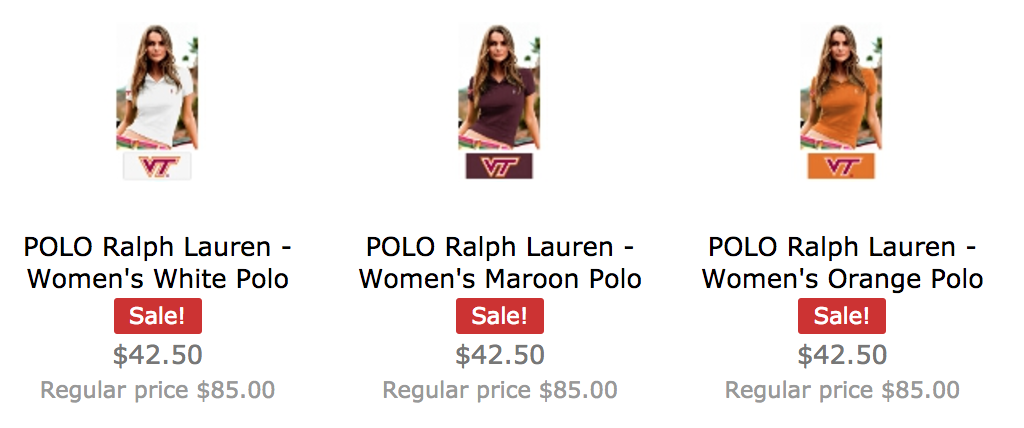 VT VT VT
POLO Ralph Lauren -
Women's White Polo
Sale!
$42.50
Regular price $85.00
POLO Ralph Lauren -
Women's Maroon Polo
Sale!
$42.50
Regular price $85.00
POLO Ralph Lauren -
Women's Orange Polo
Sale!
$42.50
Regular price $85.00